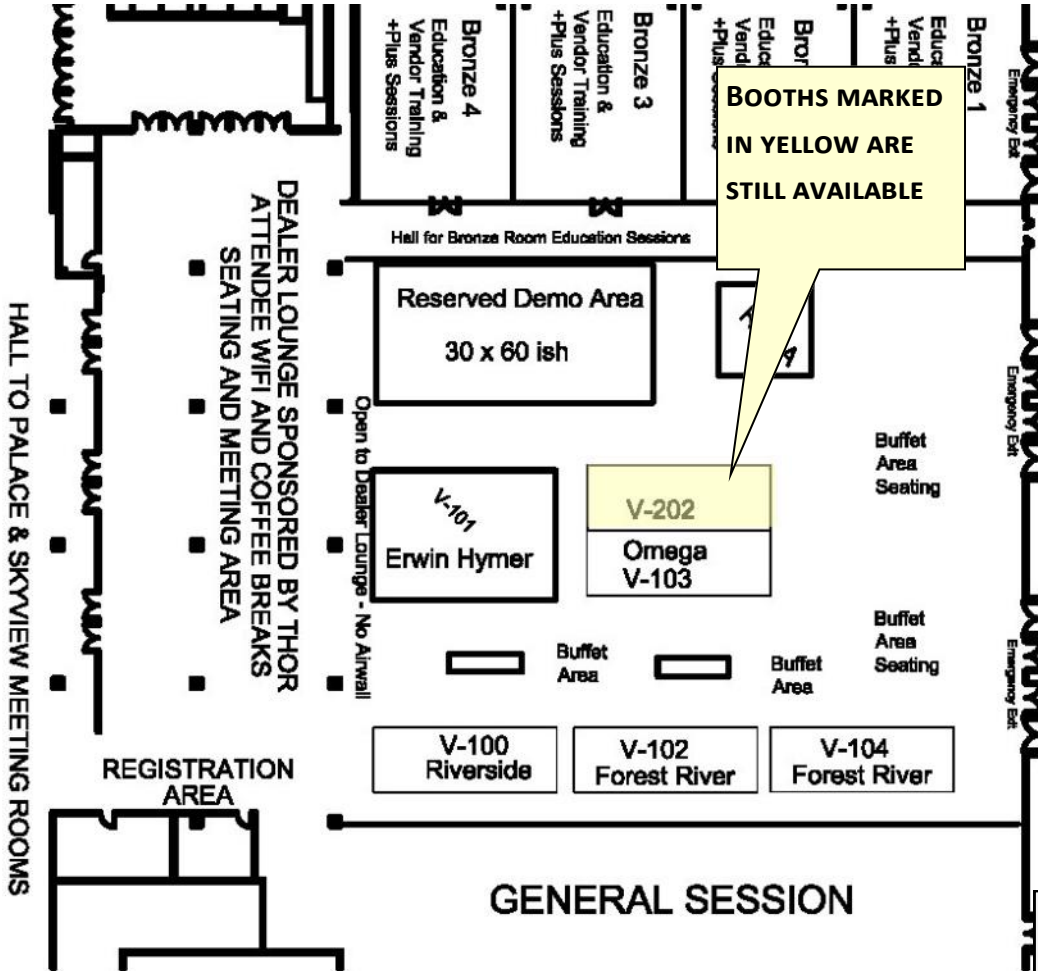 Bronze 4
Education &
Vendor Training
+Plus Sessions
Bronze 3
Education &
Vendor Training
+Plus Sessions
Bronze 1
BOOTHS MARKED
IN YELLOW ARE
STILL AVAILABLE
Emergency Exit
Hall for Bronze Room Education Sessions
DEALER LOUNGE SPONSORED BY THOR
ATTENDEE WIFI AND COFFEE BREAKS
SEATING AND MEETING AREA
HALL TO PALACE & SKYVIEW MEETING ROOMS
Reserved Demo Area
30 x 60 ish
Open to Dealer Lounge - No Airwall
Emergency Exit
Buffet
Area
Seating
V-101
Erwin Hymer
V-202
Omega
V-103
Buffet
Area
Buffet
Area
Buffet
Area
Seating
Emergency Exit
V-100
Riverside
V-102
Forest River
V-104
Forest River
REGISTRATION
AREA
GENERAL SESSION